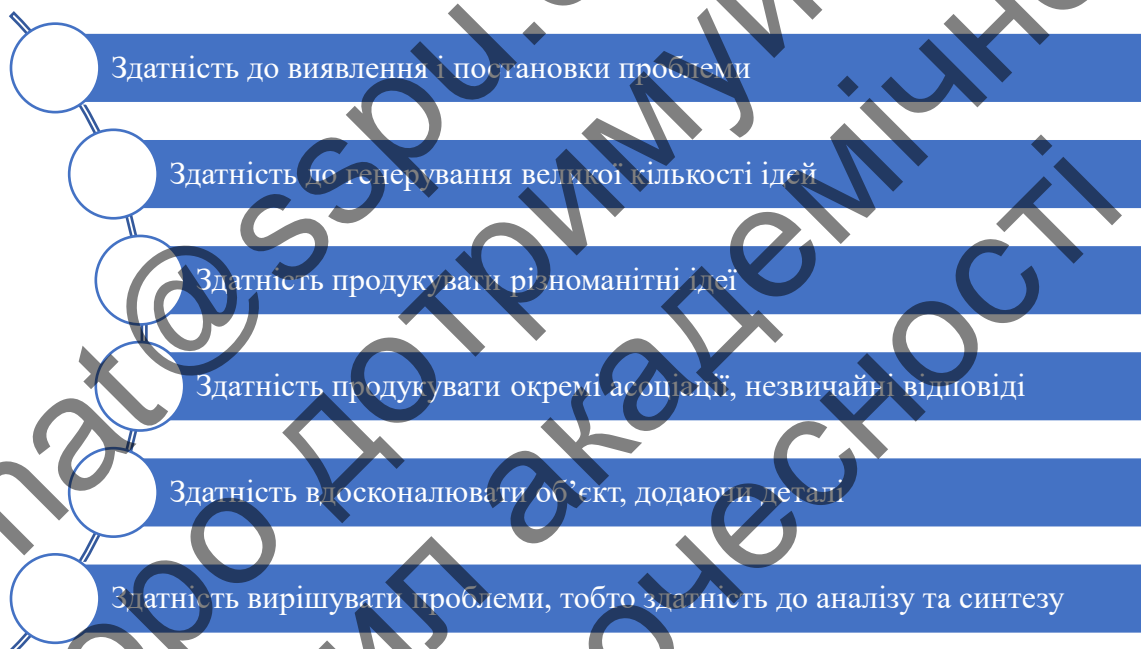 Здатність до виявлення і постановки проблеми
Здатність до генерування великої кількості ідей
Здатність продукувати різноманітні ідеї
Здатність продукувати окремі асоціації, незвичайні відповіді
Здатність вдосконалювати об’єкт, додаючи деталі
Здатність вирішувати проблеми, тобто здатність до аналізу та синтезу